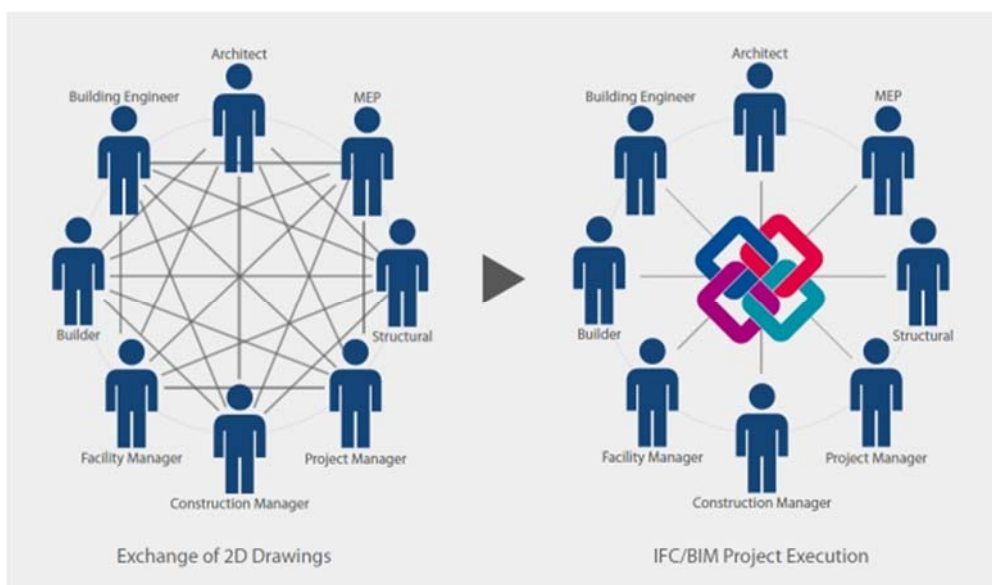 Architect
Building Engineer
MEP
Builder
Structural
Facility Manager
Project Manager
Construction Manager
Exchange of 2D Drawings
Architect
Building Engineer
MEP
Builder
Structural
Facility Manager
Project Manager
Construction Manager
IFC/BIM Project Execution